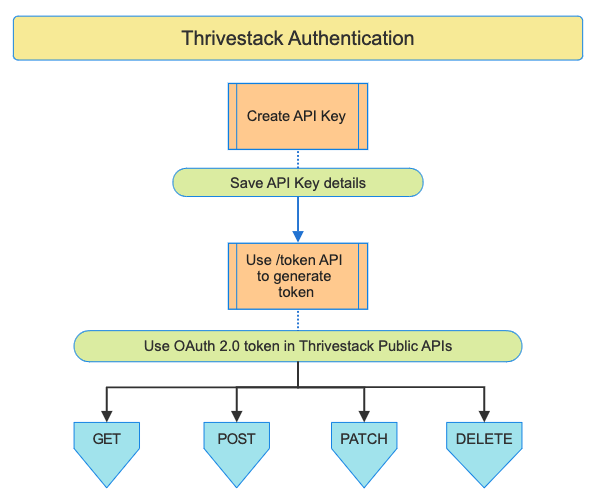 Thrivestack Authentication
Create API Key
Save API Key details
Use /token API
to generate
token
Use OAuth 2.0 token in Thrivestack Public APIs
GET
POST
PATCH
DELETE